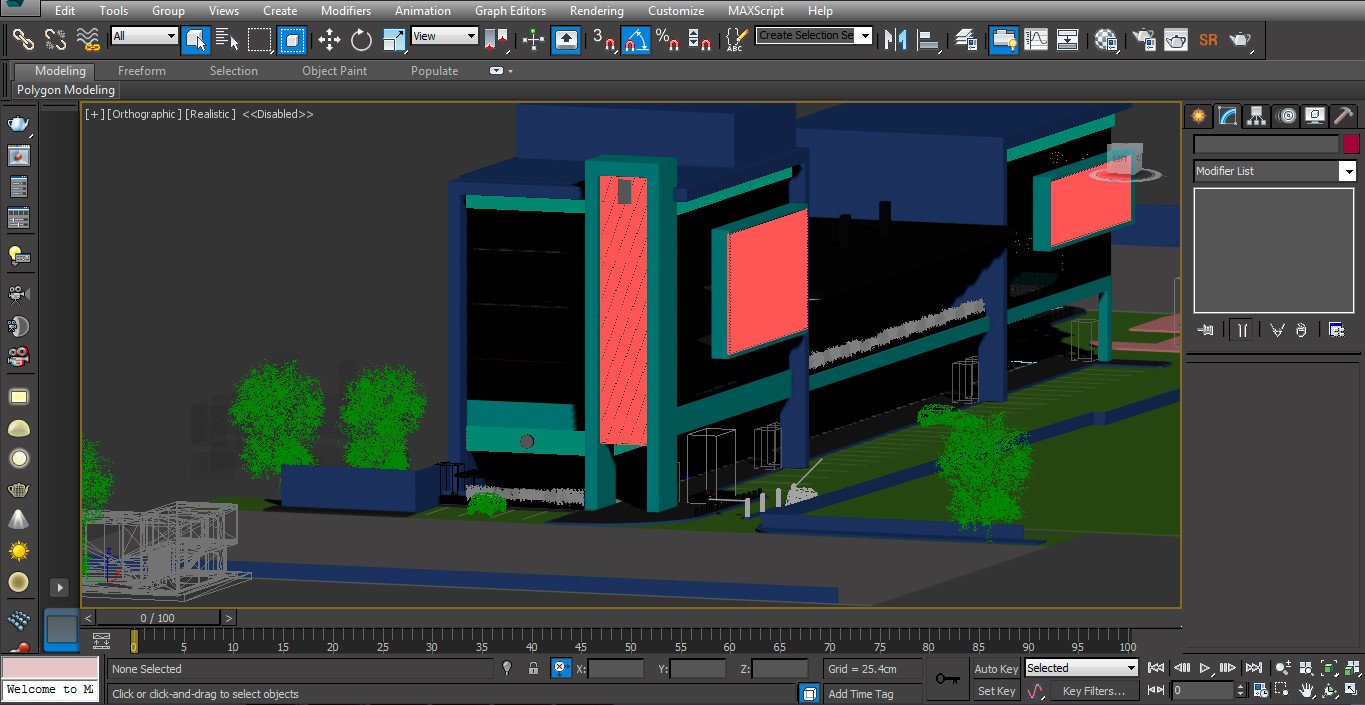 Edit Tools Group Views Create Modifiers Animation Graph Editors Rendering Customize MAXScript Help
All View 3 % ABC Create Selection Se SR
Modeling Freeform Selection Object Paint Populate
Polygon Modeling
[+] [Orthographic] [Realistic] <<Disabled>>
Modifier List
< 0 / 100 >
0 5 10 15 20 25 30 35 40 45 50 55 60 65 70 75 80 85 90 95 100
None Selected X: Y: Z: Grid = 25.4cm Auto Key Selected
Welcome to MA Click or click-and-drag to select objects Add Time Tag Set Key Key Filters... 0